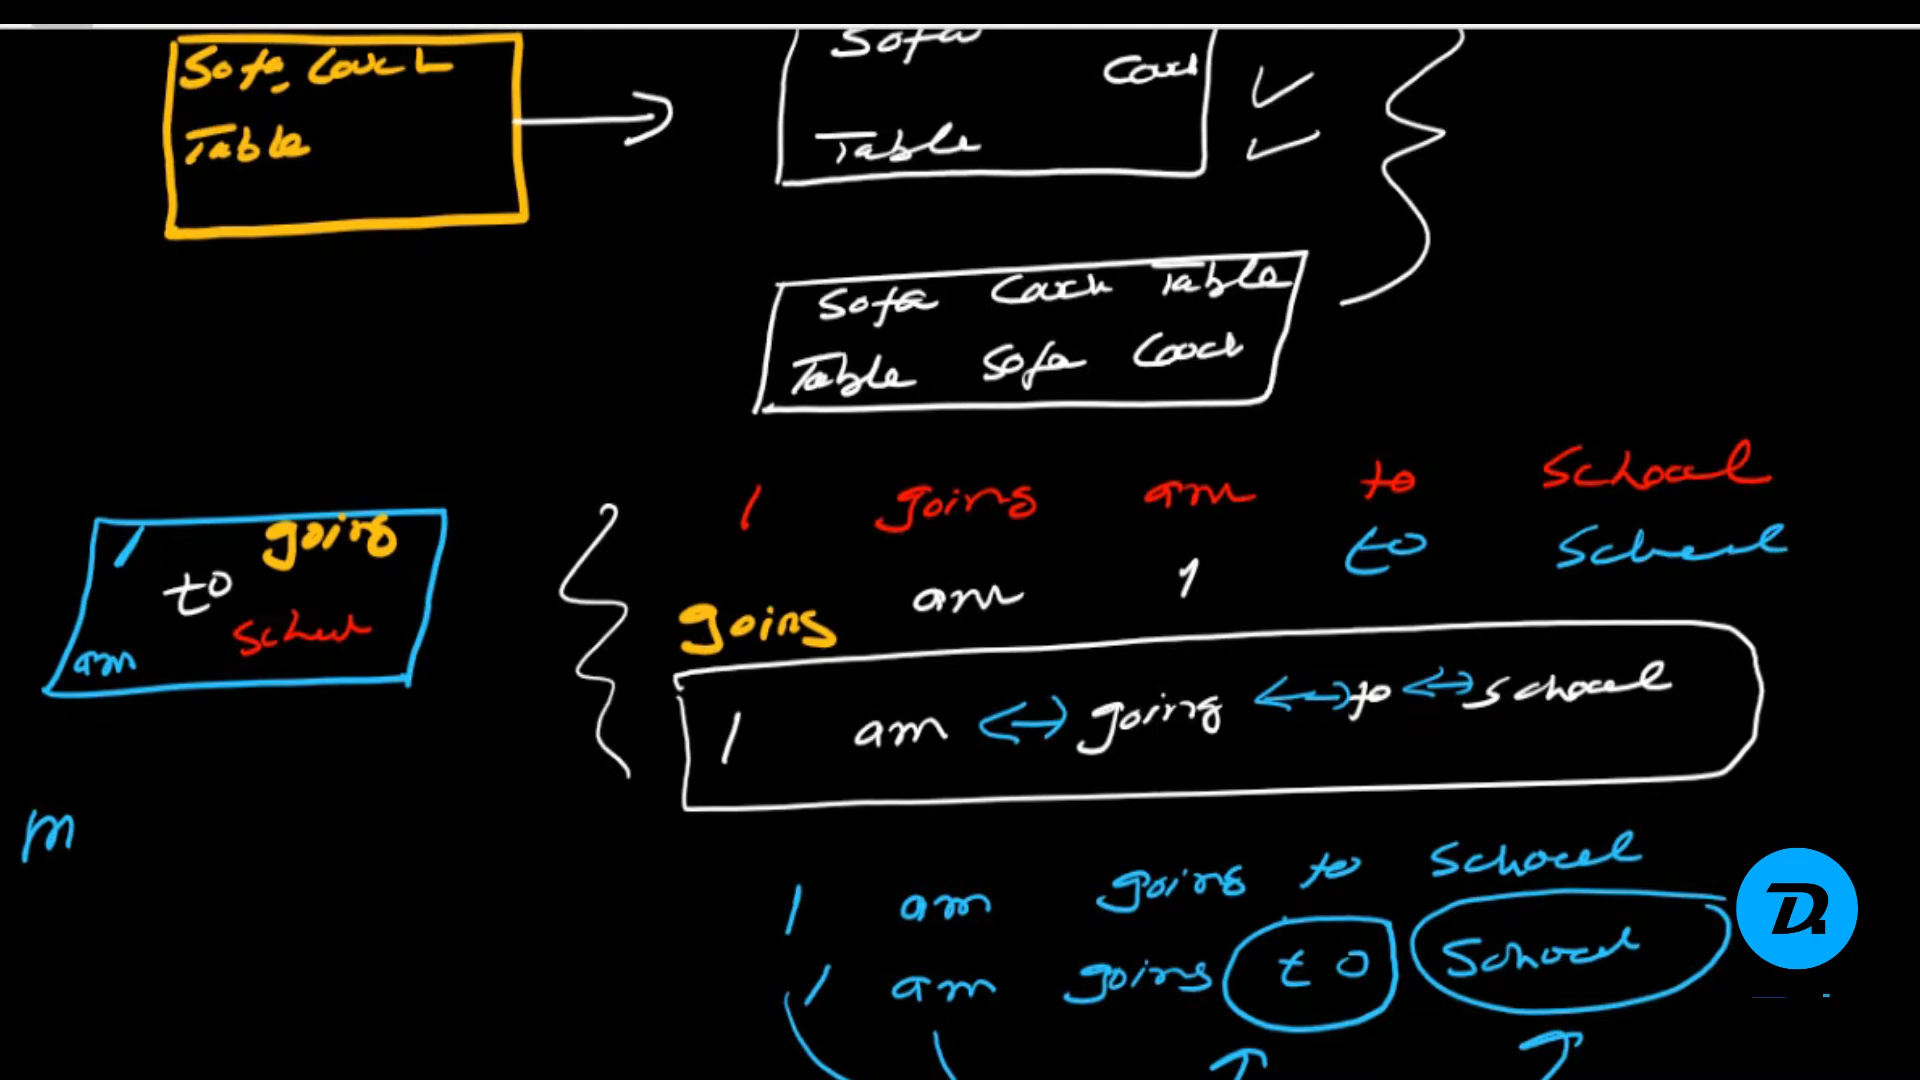 Sofa Couch
Table
Sofa
Couch
Table
Sofa Couch Table
Table Sofa Couch
I going am to School
I going
to
School
am
going am I to School
I am going to School
m
I am going to School
I am going to School